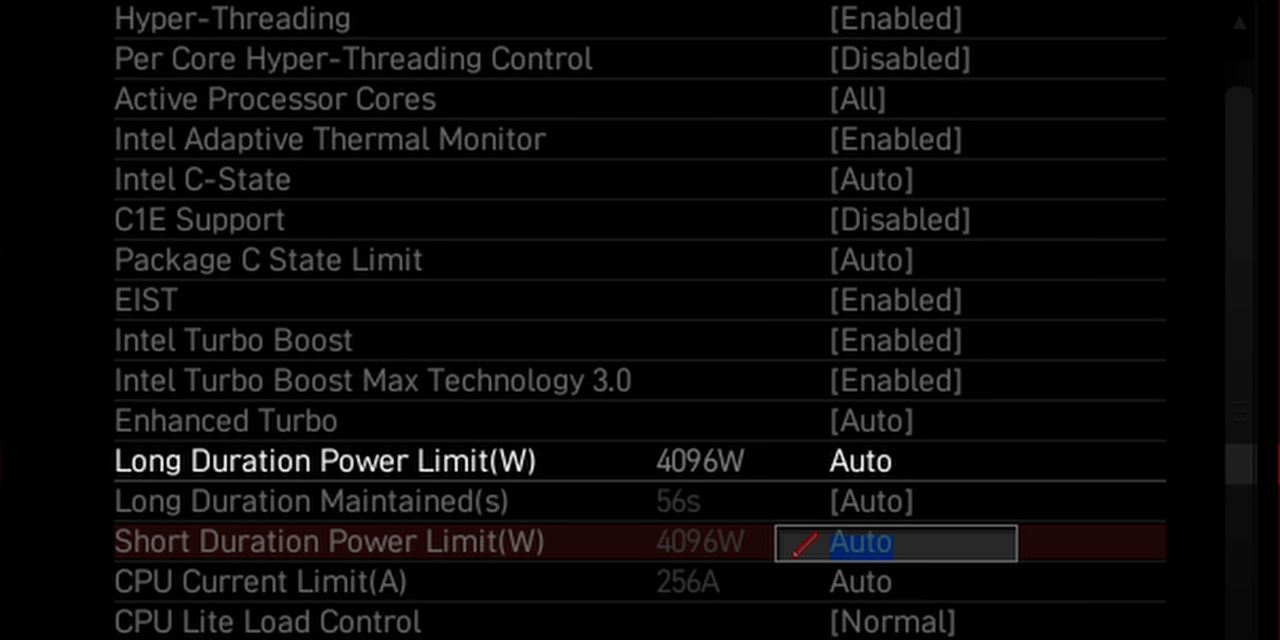 Hyper-Threading [Enabled]
Per Core Hyper-Threading Control [Disabled]
Active Processor Cores [All]
Intel Adaptive Thermal Monitor [Enabled]
Intel C-State [Auto]
C1E Support [Disabled]
Package C State Limit [Auto]
EIST [Enabled]
Intel Turbo Boost [Enabled]
Intel Turbo Boost Max Technology 3.0 [Enabled]
Enhanced Turbo [Auto]
Long Duration Power Limit(W) 4096W Auto
Long Duration Maintained(s) 56s [Auto]
Short Duration Power Limit(W) 4096W Auto
CPU Current Limit(A) 256A Auto
CPU Lite Load Control [Normal]